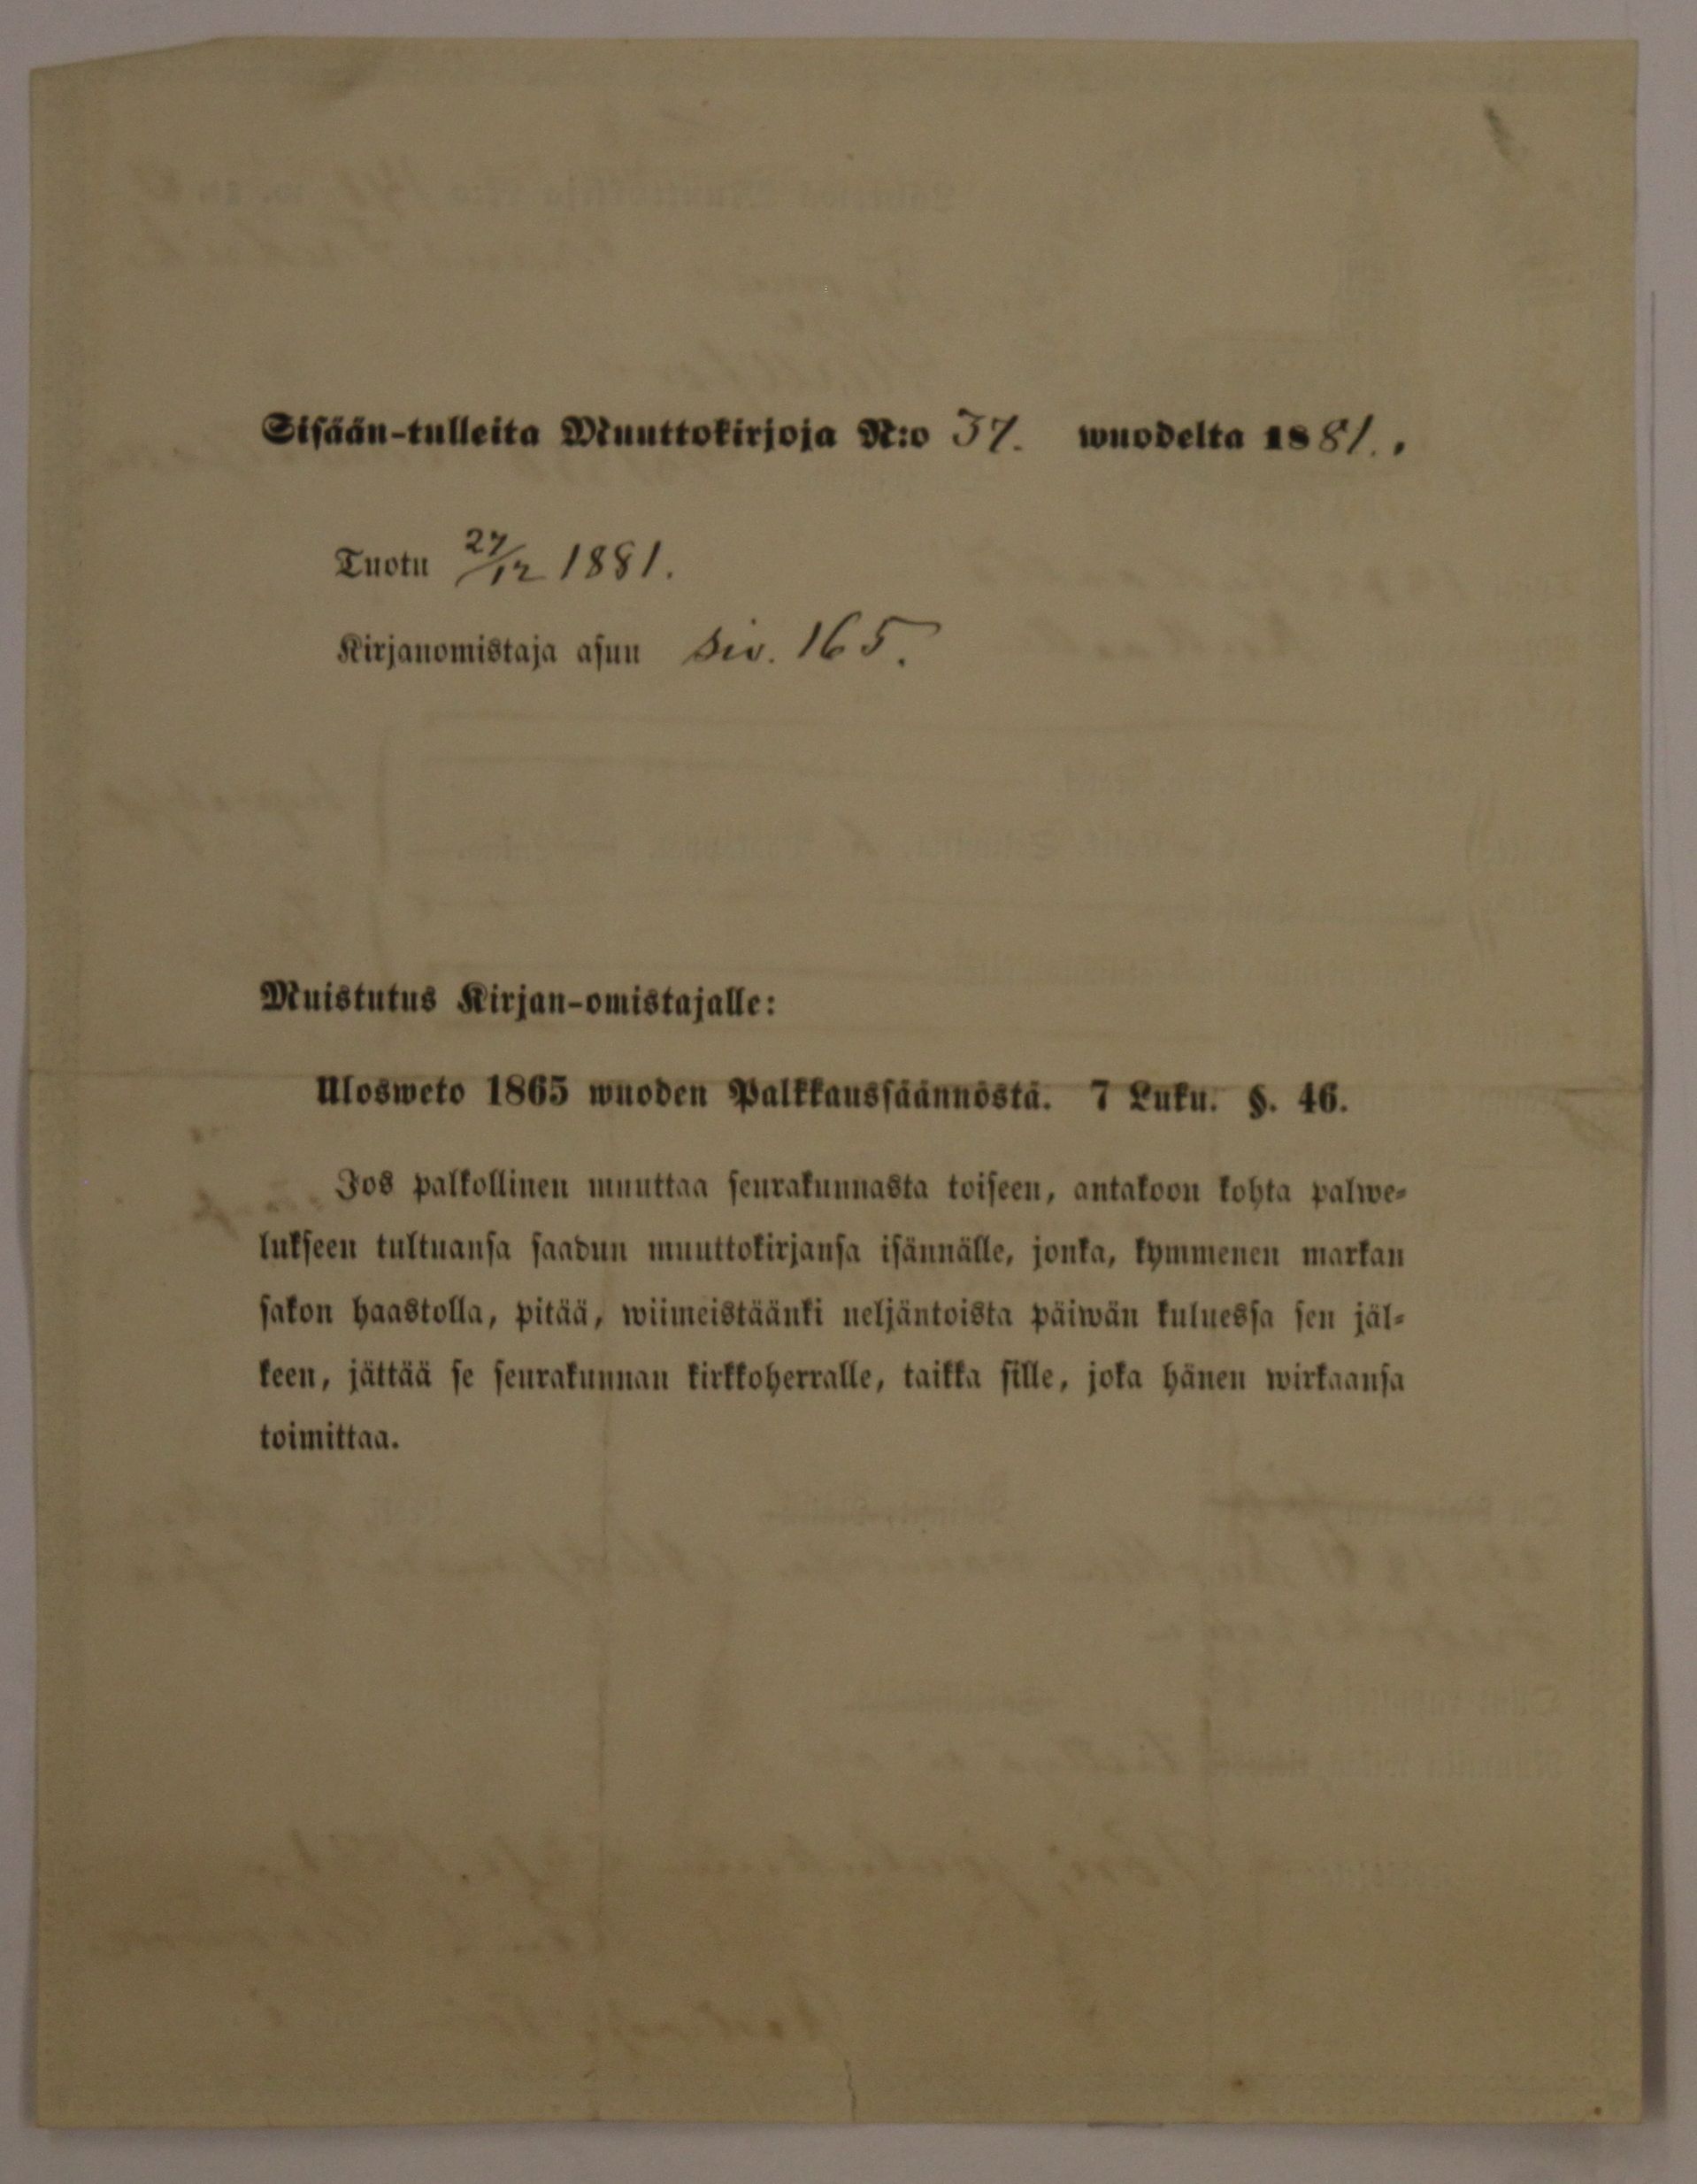 Sisään-tulleita Muuttokirjoja N:o 37. wuodelta 1881..
Tuotu 27/12 1881.
Kirjanomistaja asuu siv. 165.
Muistutus Kirjan-omistajalle:
Ulosweto 1865 wuoden Palkkaussäännöstä. 7 Luku. §. 46.
Jos palkollinen muuttaa seurakunnasta toiseen, antakoon kohta palwe-
lukseen tultuansa saadun muuttokirjansa isännälle, jonka, kymmenen markan
sakon haastolla, pitää, wiimeistäänki neljäntoista päiwän kuluessa sen jäl-
keen, jättää se seurakunnan kirkkoherralle, taikka sille, joka hänen wirkaansa
toimittaa.